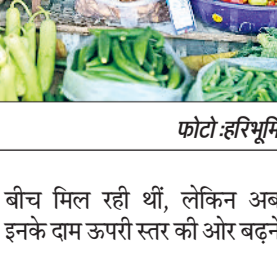 फोटो :हरिभूमि
बीच मिल रही थीं, लेकिन अब
इनके दाम ऊपरी स्तर की ओर बढ़ने